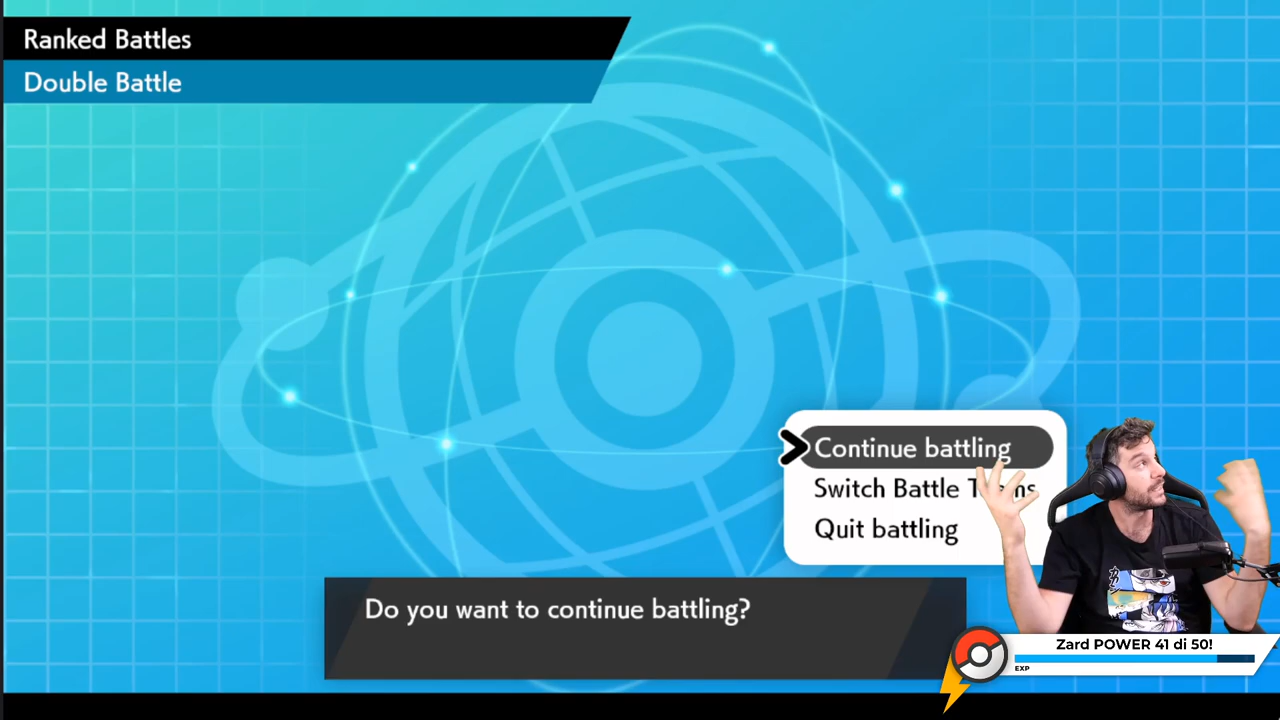 Ranked Battles
Double Battle
Continue battling
Switch Battle Teams
Quit battling
Do you want to continue battling?
Zard POWER 41 di 50!
EXP